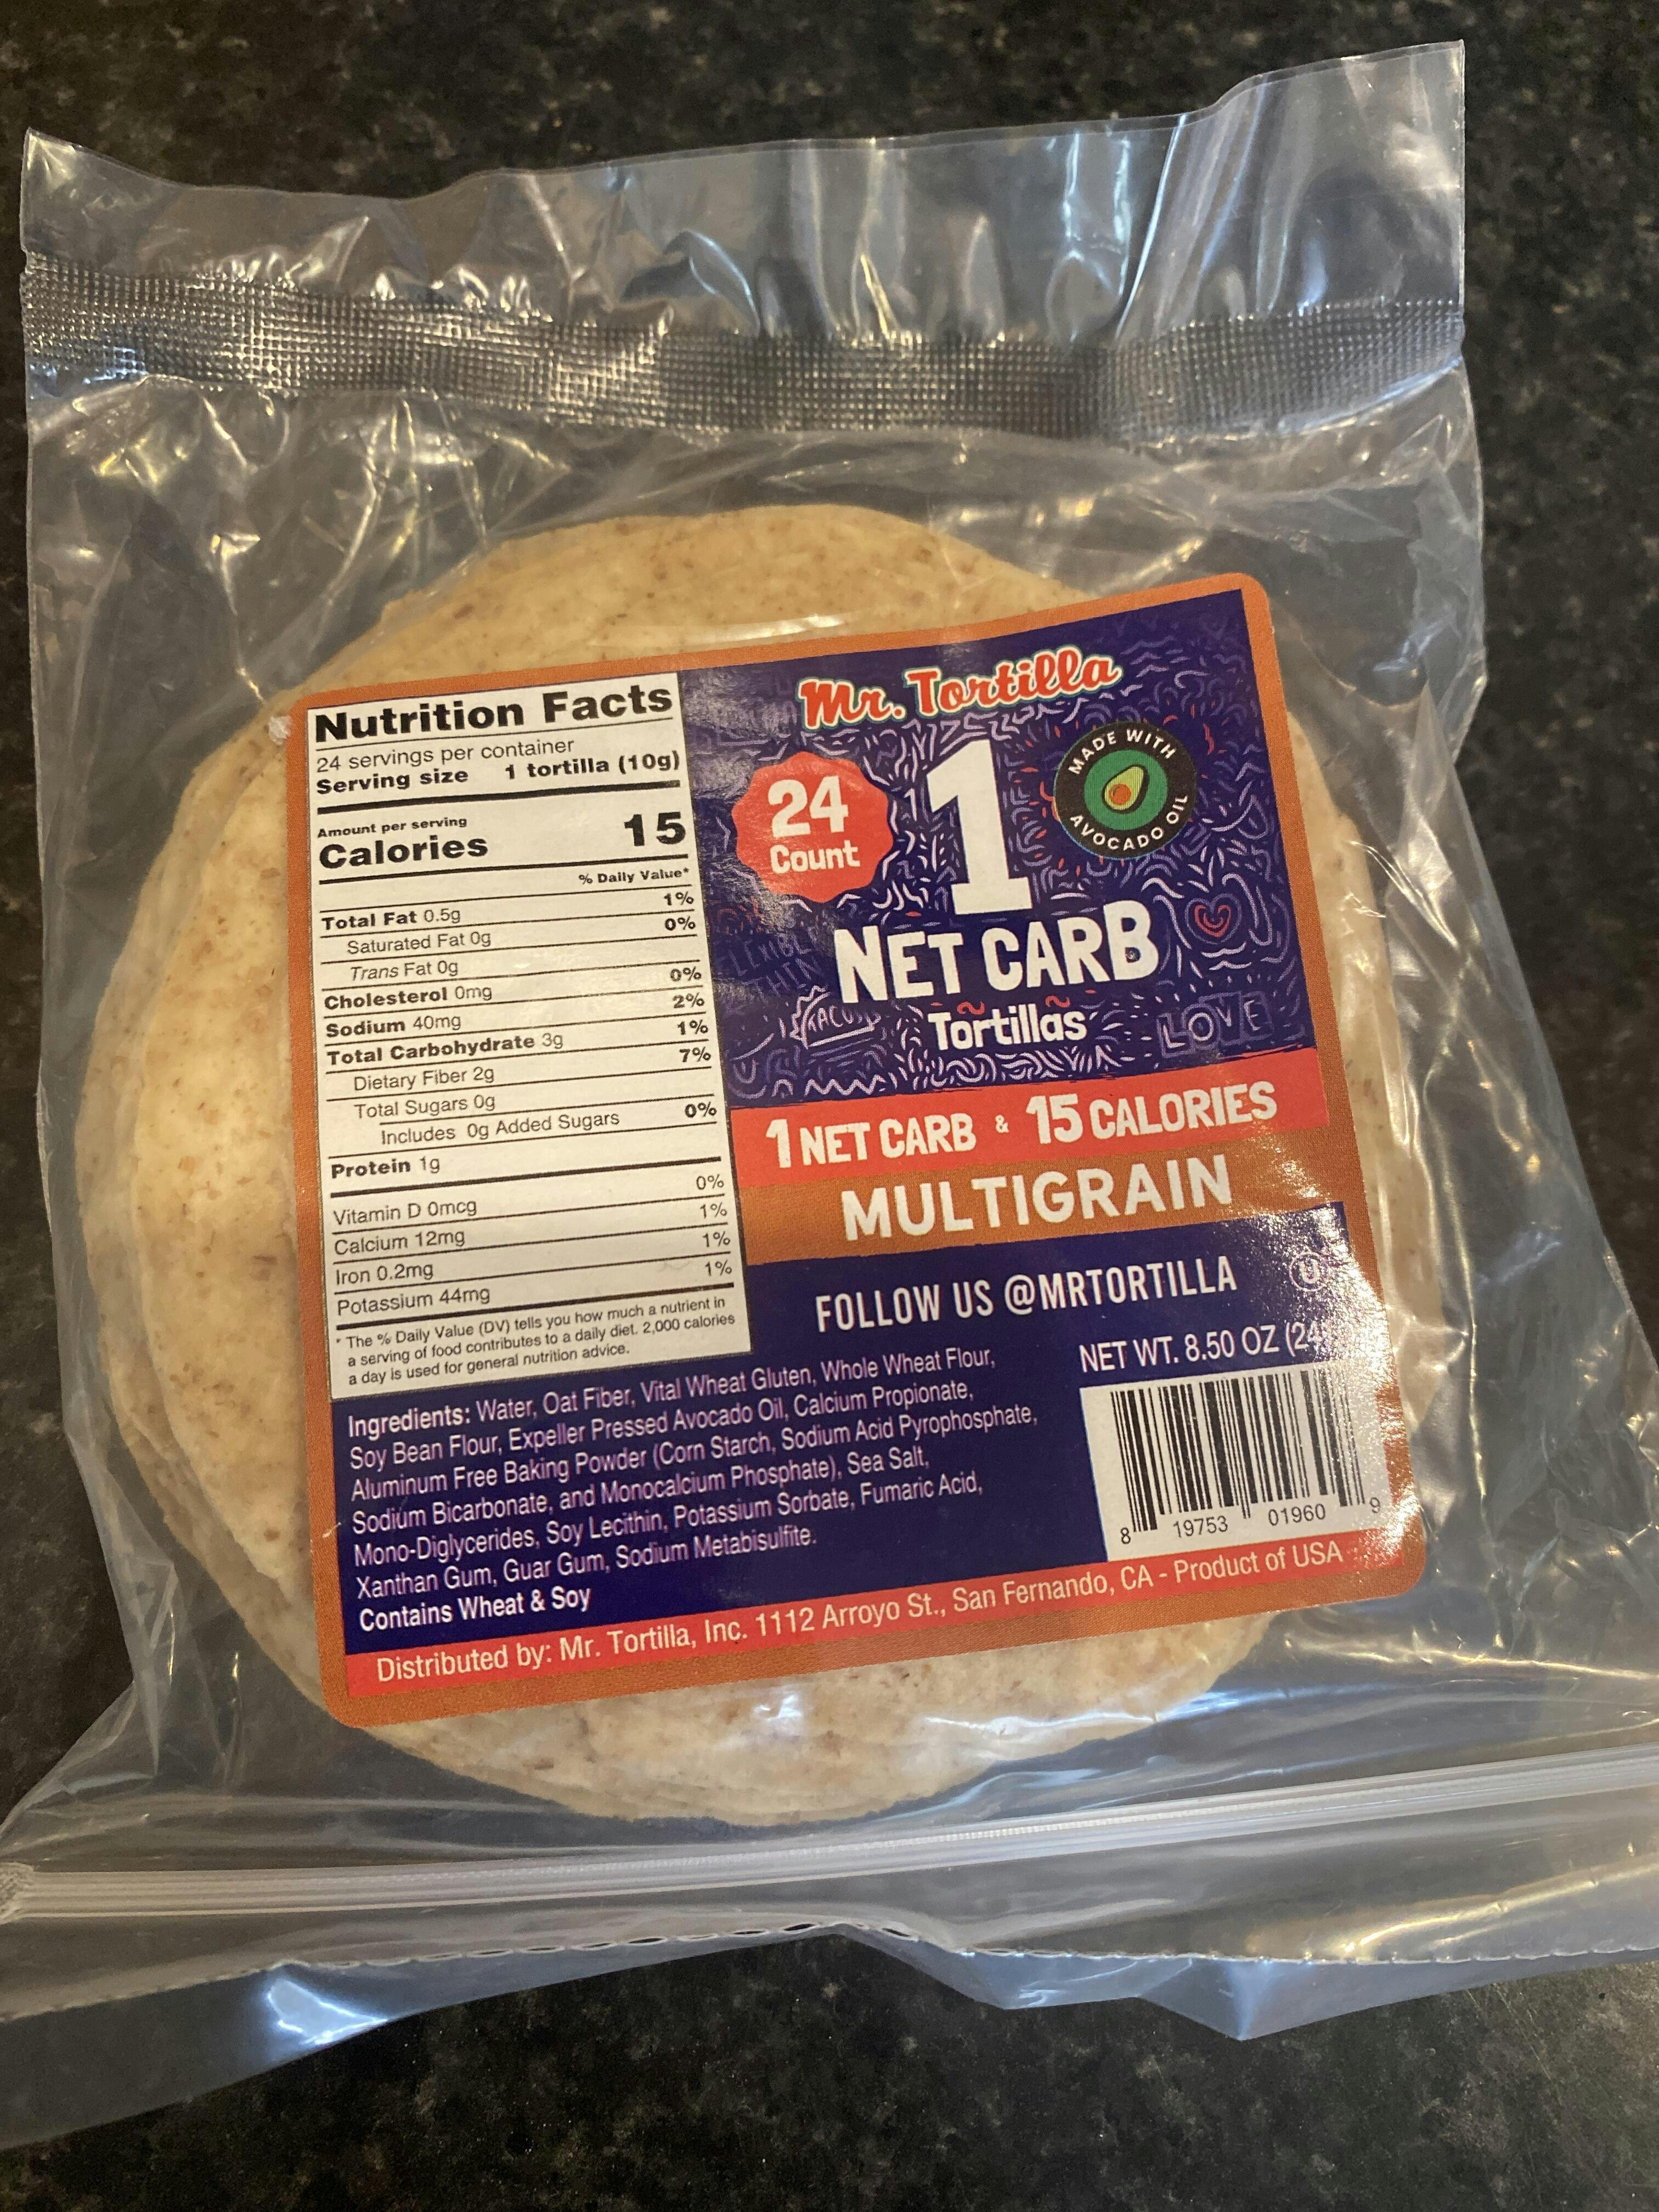 Nutrition Facts
24 servings per container
Serving size 1 tortilla (10g)
Amount per serving
Calories 15
% Daily Value*
Total Fat 0.5g 1%
Saturated Fat 0g 0%
Trans Fat 0g
Cholesterol 0mg 0%
Sodium 40mg 2%
Total Carbohydrate 3g 1%
Dietary Fiber 2g 7%
Total Sugars 0g
Includes 0g Added Sugars 0%
Protein 1g
Vitamin D 0mcg 0%
Calcium 12mg 1%
Iron 0.2mg 1%
Potassium 44mg 1%
* The % Daily Value (DV) tells you how much a nutrient in
a serving of food contributes to a daily diet. 2,000 calories
a day is used for general nutrition advice.
Mr. Tortilla
24
Count
1
MADE WITH
AVOCADO OIL
NET CARB
Tortillas
LOVE
1 NET CARB & 15 CALORIES
MULTIGRAIN
FOLLOW US @MRTORTILLA
U
NET WT. 8.50 OZ (24
Ingredients: Water, Oat Fiber, Vital Wheat Gluten, Whole Wheat Flour,
Soy Bean Flour, Expeller Pressed Avocado Oil, Calcium Propionate,
Aluminum Free Baking Powder (Corn Starch, Sodium Acid Pyrophosphate,
Sodium Bicarbonate, and Monocalcium Phosphate), Sea Salt,
Mono-Diglycerides, Soy Lecithin, Potassium Sorbate, Fumaric Acid,
Xanthan Gum, Guar Gum, Sodium Metabisulfite.
Contains Wheat & Soy
8 19753 01960 9
Distributed by: Mr. Tortilla, Inc. 1112 Arroyo St., San Fernando, CA - Product of USA